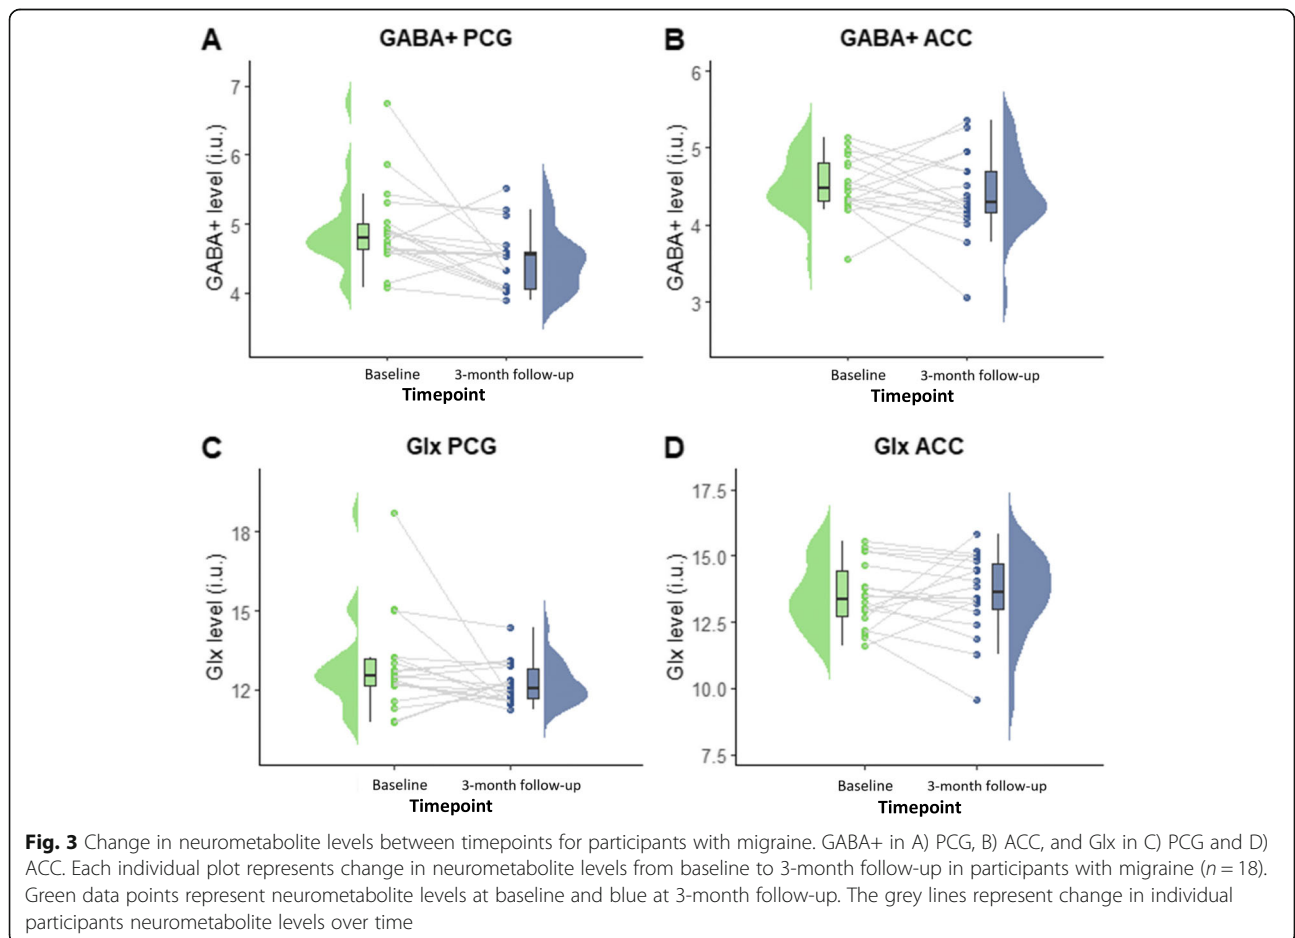 A
GABA+ PCG
GABA+ level (i.u.)
7
6
5
4
Baseline
3-month follow-up
Timepoint
B
GABA+ ACC
GABA+ level (i.u.)
6
5
4
3
Baseline
3-month follow-up
Timepoint
C
Glx PCG
Glx level (i.u.)
18
15
12
Baseline
3-month follow-up
Timepoint
D
Glx ACC
Glx level (i.u.)
17.5
15.0
12.5
10.0
7.5
Baseline
3-month follow-up
Timepoint
Fig. 3 Change in neurometabolite levels between timepoints for participants with migraine. GABA+ in A) PCG, B) ACC, and Glx in C) PCG and D)
ACC. Each individual plot represents change in neurometabolite levels from baseline to 3-month follow-up in participants with migraine (n = 18).
Green data points represent neurometabolite levels at baseline and blue at 3-month follow-up. The grey lines represent change in individual
participants neurometabolite levels over time